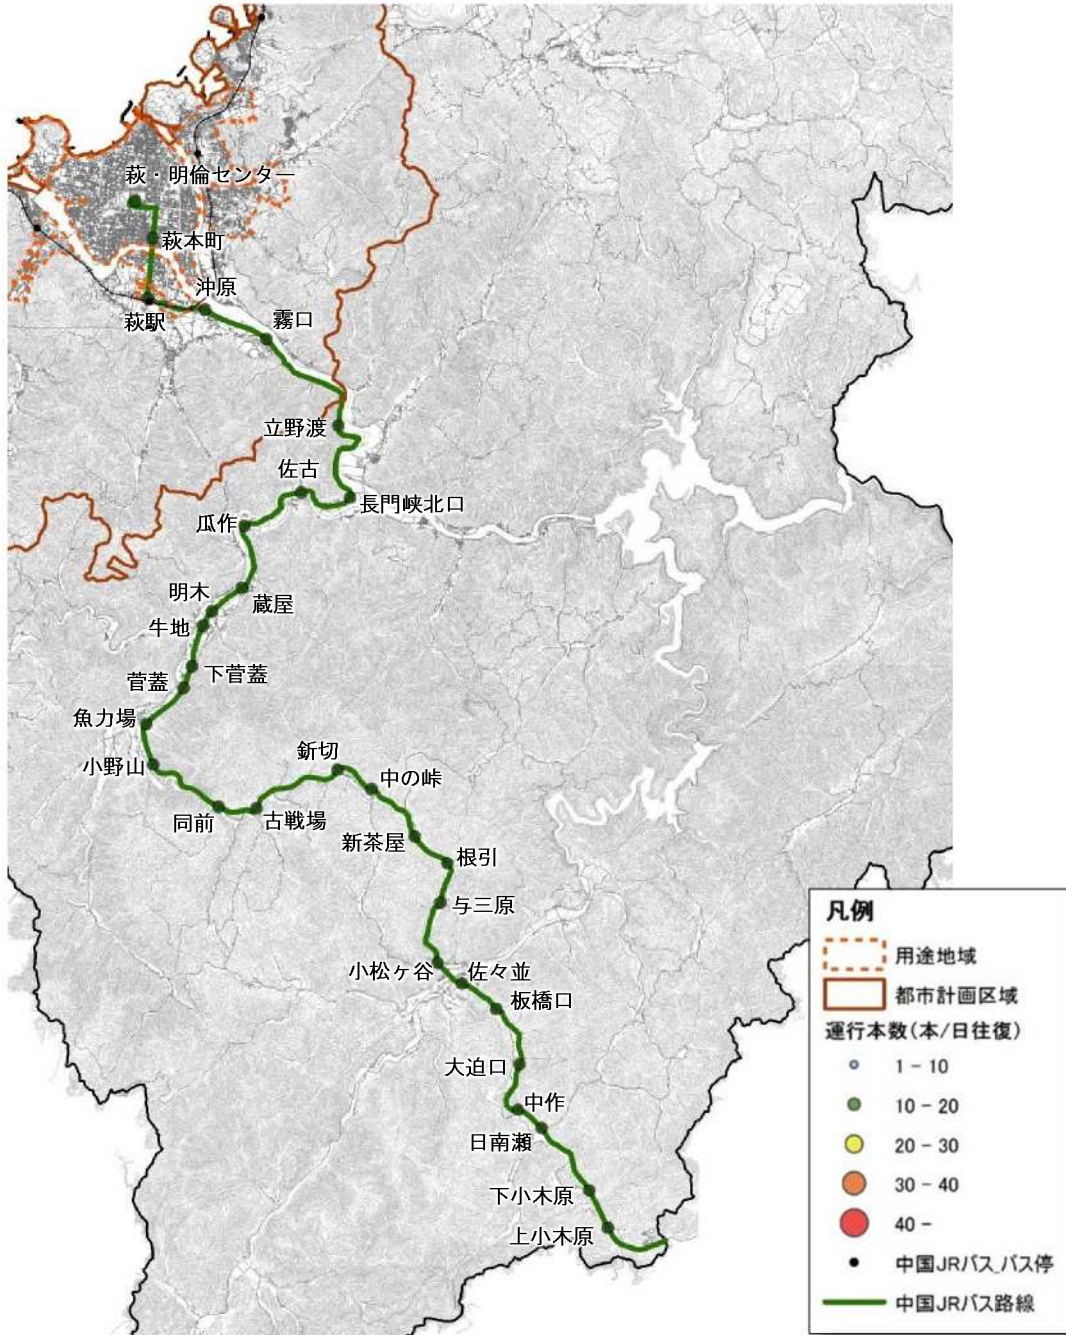 萩・明倫センター
萩本町
沖原
萩駅
霧口
立野渡
佐古
長門峡北口
瓜作
明木
蔵屋
牛地
下菅蓋
菅蓋
魚力場
小野山
釿切
中の峠
同前
古戦場
新茶屋
根引
与三原
小松ヶ谷
佐々並
板橋口
大迫口
中作
日南瀬
下小木原
上小木原
凡例
用途地域
都市計画区域
運行本数(本/日往復)
1 - 10
10 - 20
20 - 30
30 - 40
40 -
中国JRバス_バス停
中国JRバス路線